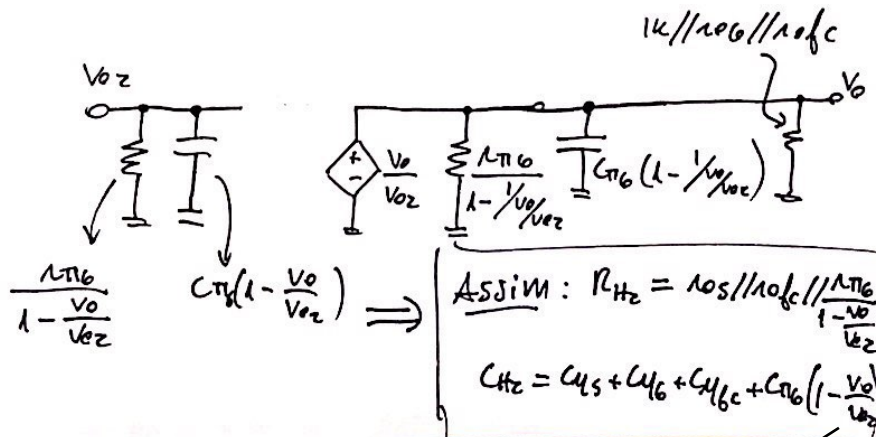 1K//ro6//rofc
Vo2
Vo
+
-
Vo/Vo2
rπ6/(1-1/Vo/Vo2)
Cπ6(1-1/Vo/Vo2)
rπ6/(1-Vo/Vo2)
Cπ6(1-Vo/Vo2) ⇒
Assim: RH2 = ro5//rofc//rπ6/(1-Vo/Vo2)
CH2 = Cμ5+Cμ6+Cμ6c+Cπ6(1-Vo/Vo2)